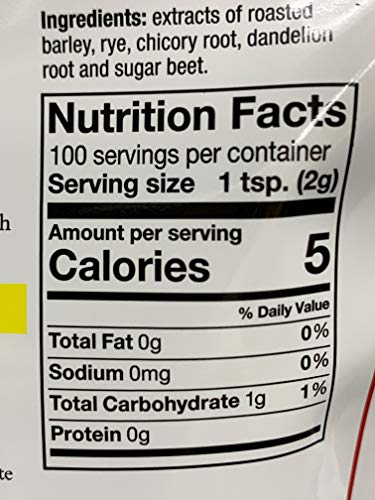 Ingredients: extracts of roasted
barley, rye, chicory root, dandelion
root and sugar beet.
Nutrition Facts
100 servings per container
Serving size 1 tsp. (2g)
h
Amount per serving
Calories 5
% Daily Value
Total Fat 0g 0%
Sodium 0mg 0%
Total Carbohydrate 1g 1%
Protein 0g
te